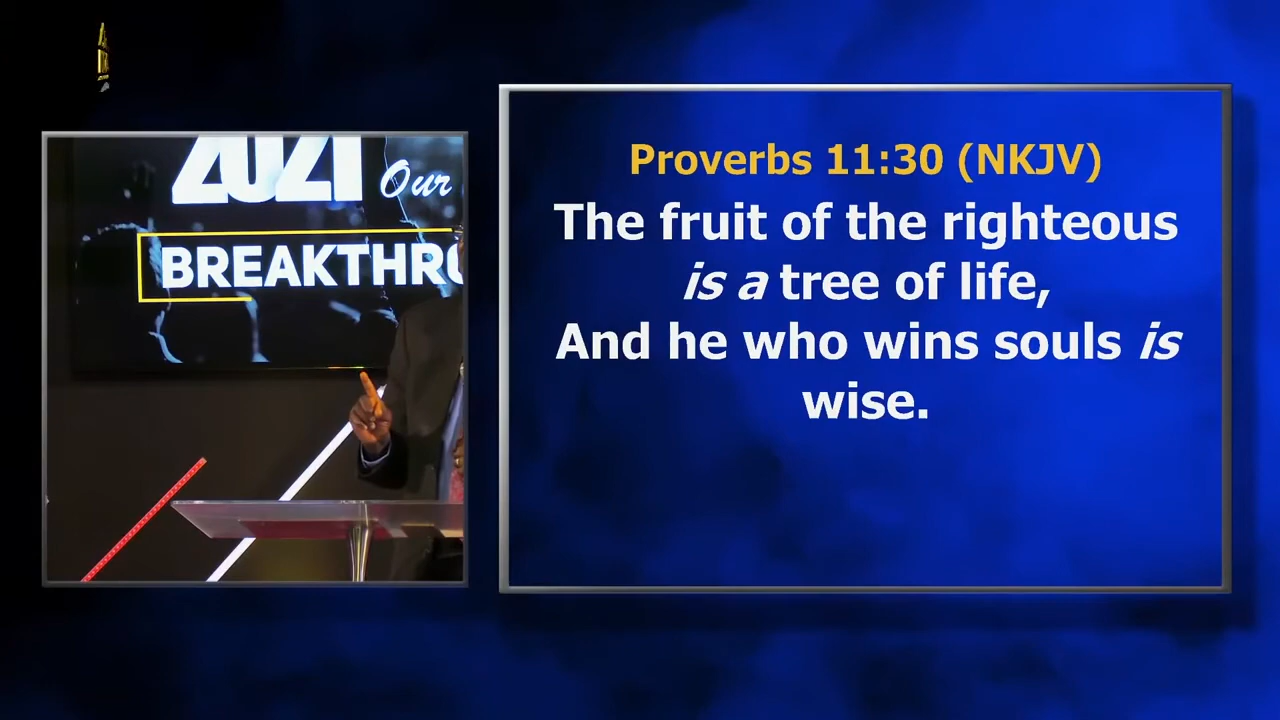 2021 Our
BREAKTHRO
Proverbs 11:30 (NKJV)
The fruit of the righteous
is a tree of life,
And he who wins souls is
wise.